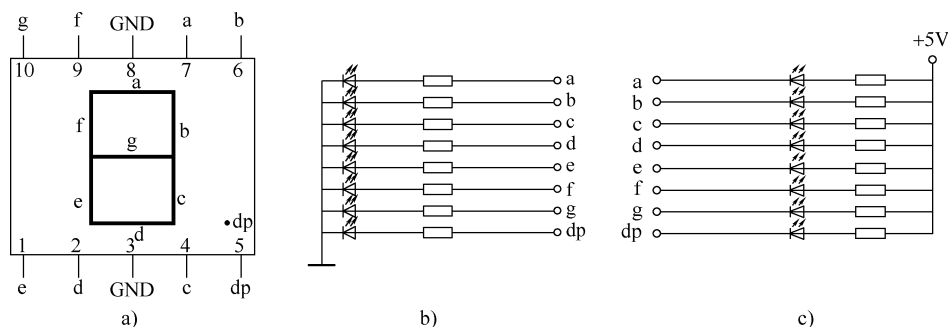 g f GND a b
10 9 8 7 6
a
f b
g
e c
dp
d
1 2 3 4 5
e d GND c dp
a)
a
b
c
d
e
f
g
dp
b)
+5V
a
b
c
d
e
f
g
dp
c)